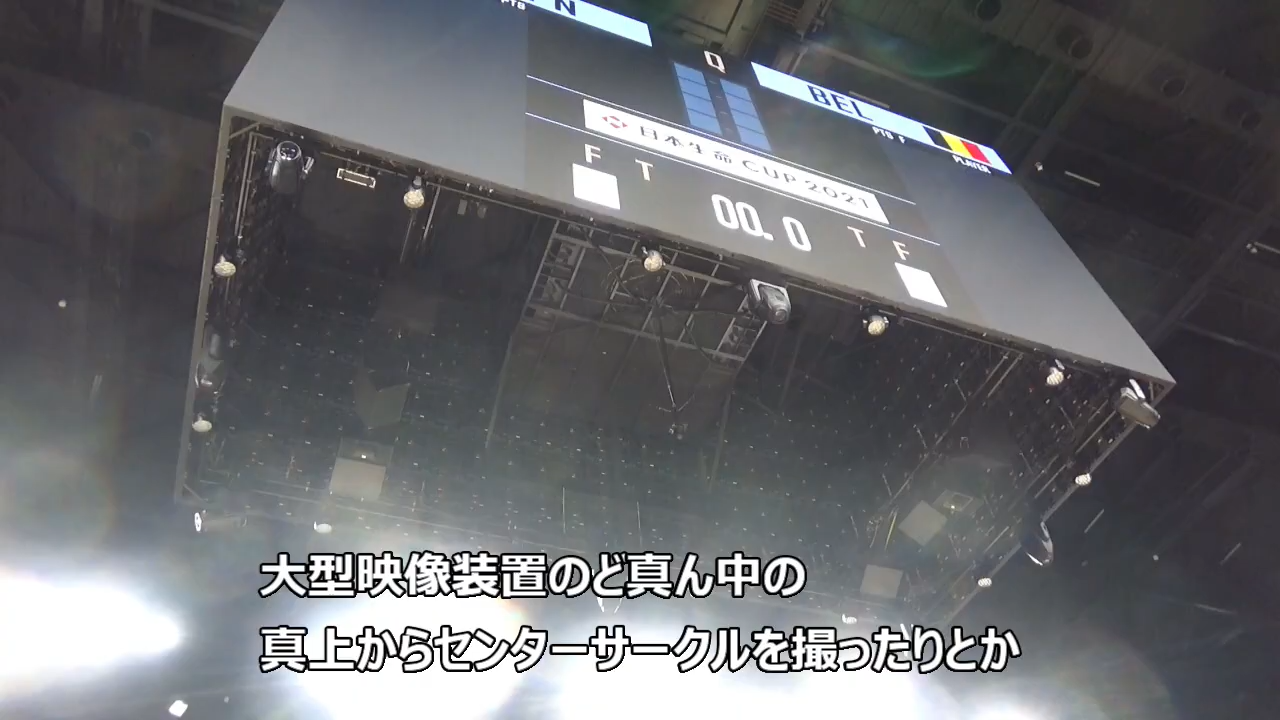 PTS
N
Q
BEL
PTS
PLAYER
日本生命 CUP 2021
F
T
00.0
T
F
大型映像装置のど真ん中の
真上からセンターサークルを撮ったりとか